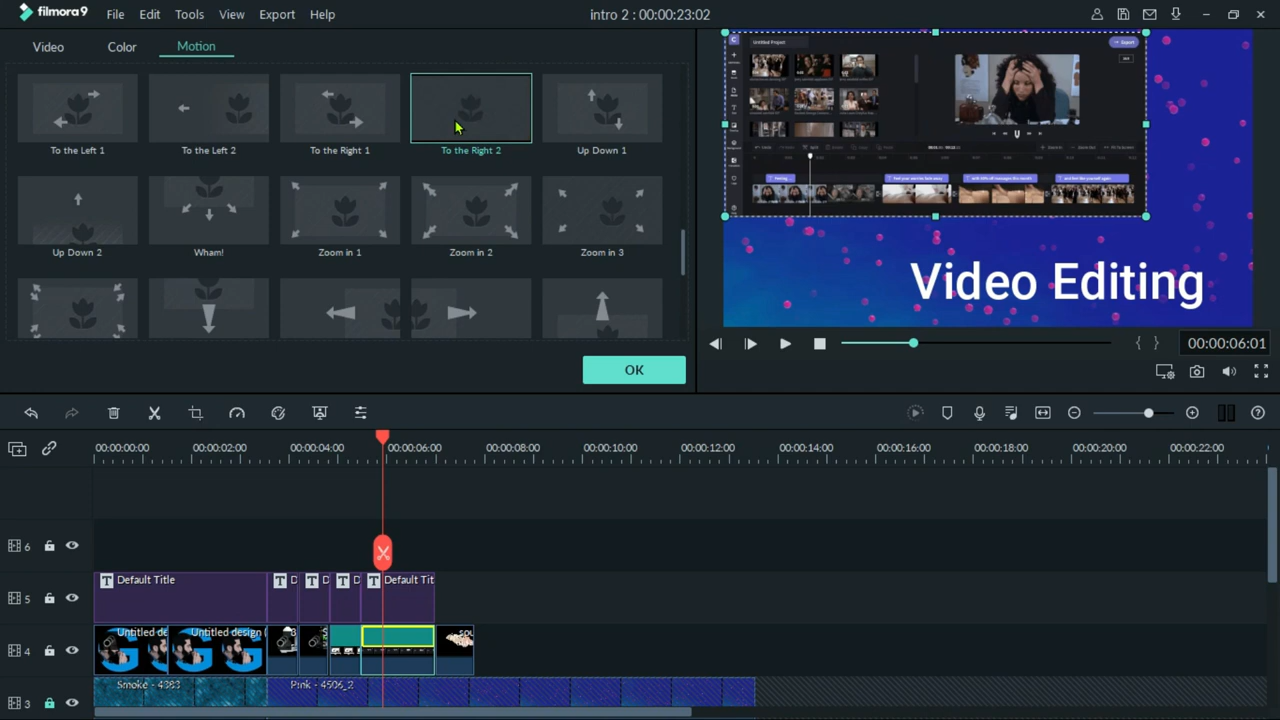 filmora9 File Edit Tools View Export Help intro 2 : 00:00:23:02
Video Color Motion
Untitled Project Export
To the Left 1 To the Left 2 To the Right 1 To the Right 2 Up Down 1
Up Down 2 Wham! Zoom in 1 Zoom in 2 Zoom in 3
Video Editing
OK
00:00:06:01
00:00:00:00 00:00:02:00 00:00:04:00 00:00:06:00 00:00:08:00 00:00:10:00 00:00:12:00 00:00:14:00 00:00:16:00 00:00:18:00 00:00:20:00 00:00:22:00
6
5 T Default Title T D T D T D T Default Tit
4 Untitled de Untitled design ( sou
3 Smoke - 4383 Pink - 4506_2